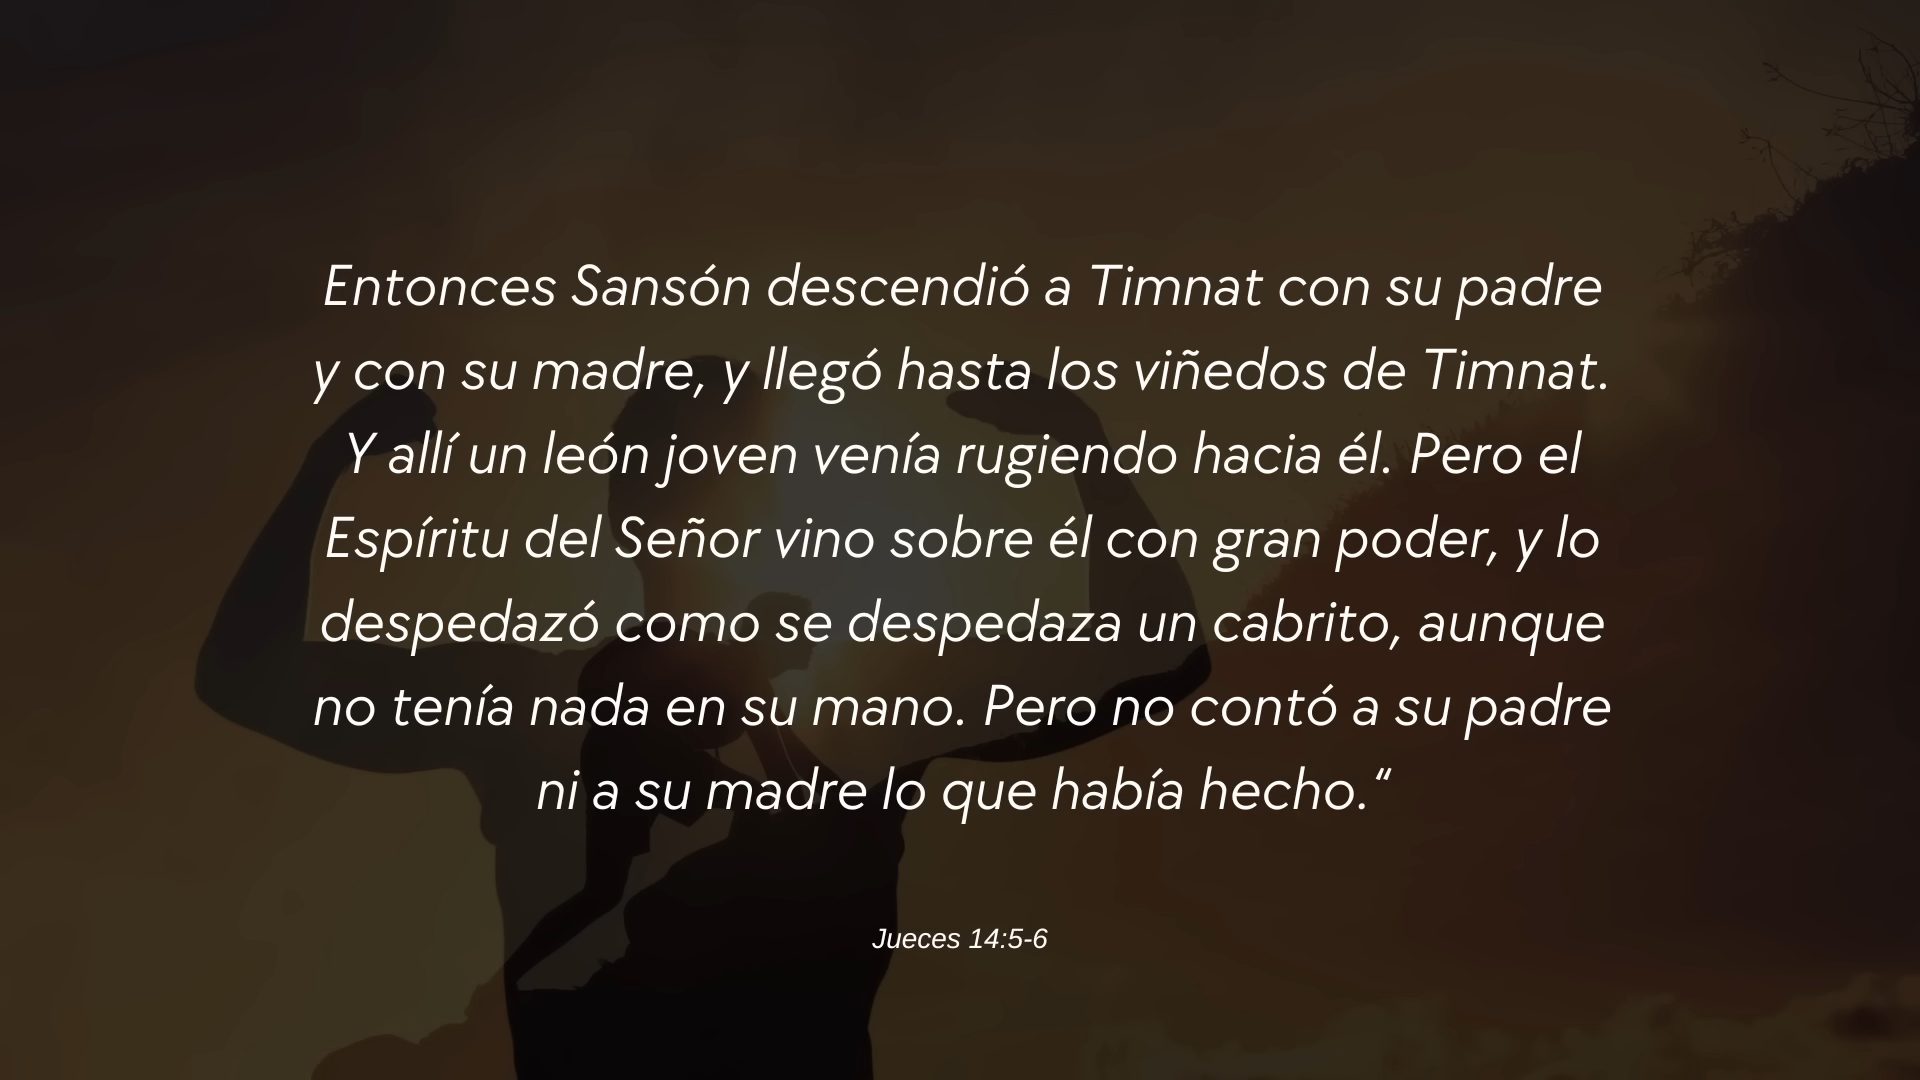 Entonces Sansón descendió a Timnat con su padre
y con su madre, y llegó hasta los viñedos de Timnat.
Y allí un león joven venía rugiendo hacia él. Pero el
Espíritu del Señor vino sobre él con gran poder, y lo
despedazó como se despedaza un cabrito, aunque
no tenía nada en su mano. Pero no contó a su padre
ni a su madre lo que había hecho.“
Jueces 14:5-6